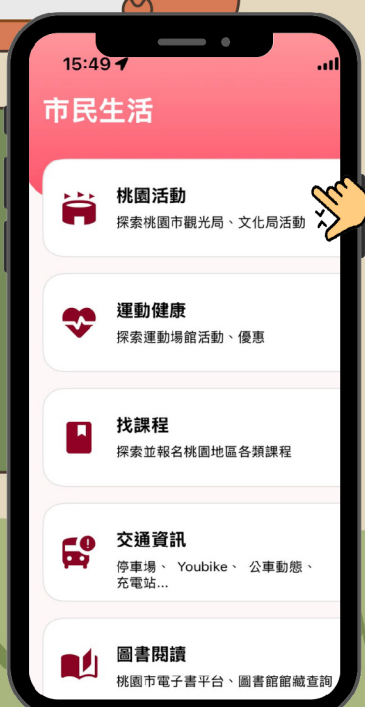 15:49
市民生活
桃園活動
探索桃園市觀光局、文化局活動
運動健康
探索運動場館活動、優惠
找課程
探索並報名桃園地區各類課程
交通資訊
停車場、 Youbike、 公車動態、
充電站...
圖書閱讀
桃園市電子書平台、圖書館館藏查詢